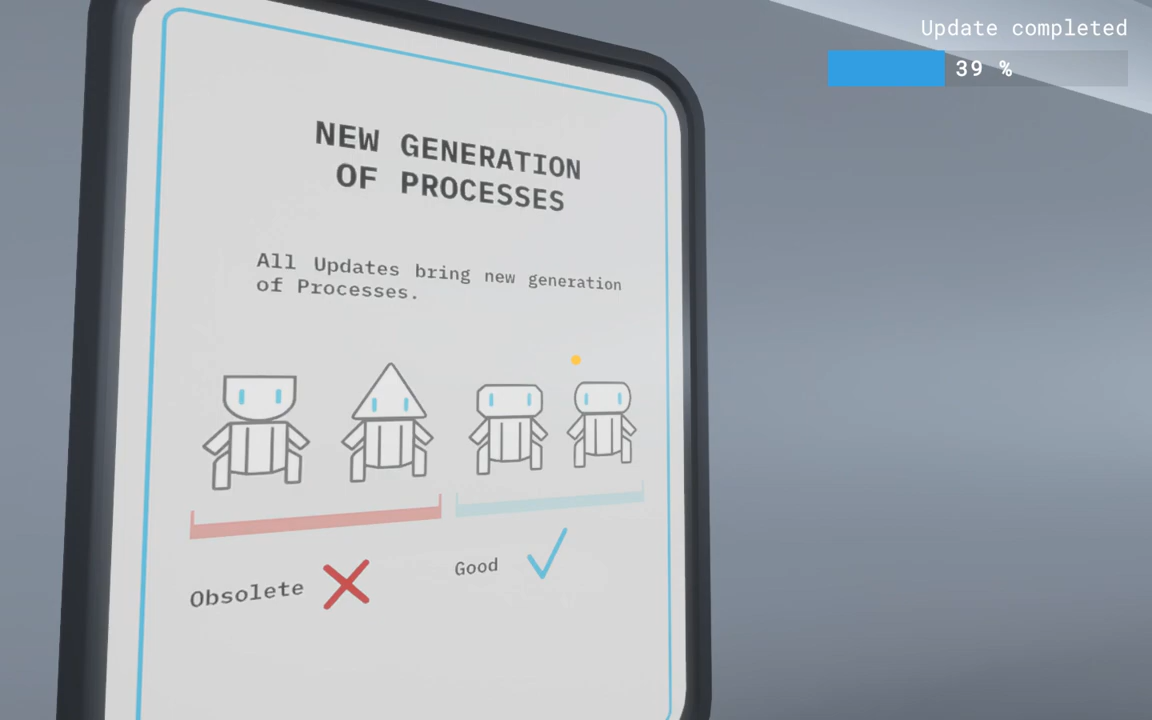 Update completed
39 %
NEW GENERATION
OF PROCESSES
All Updates bring new generation
of Processes.
Obsolete
Good